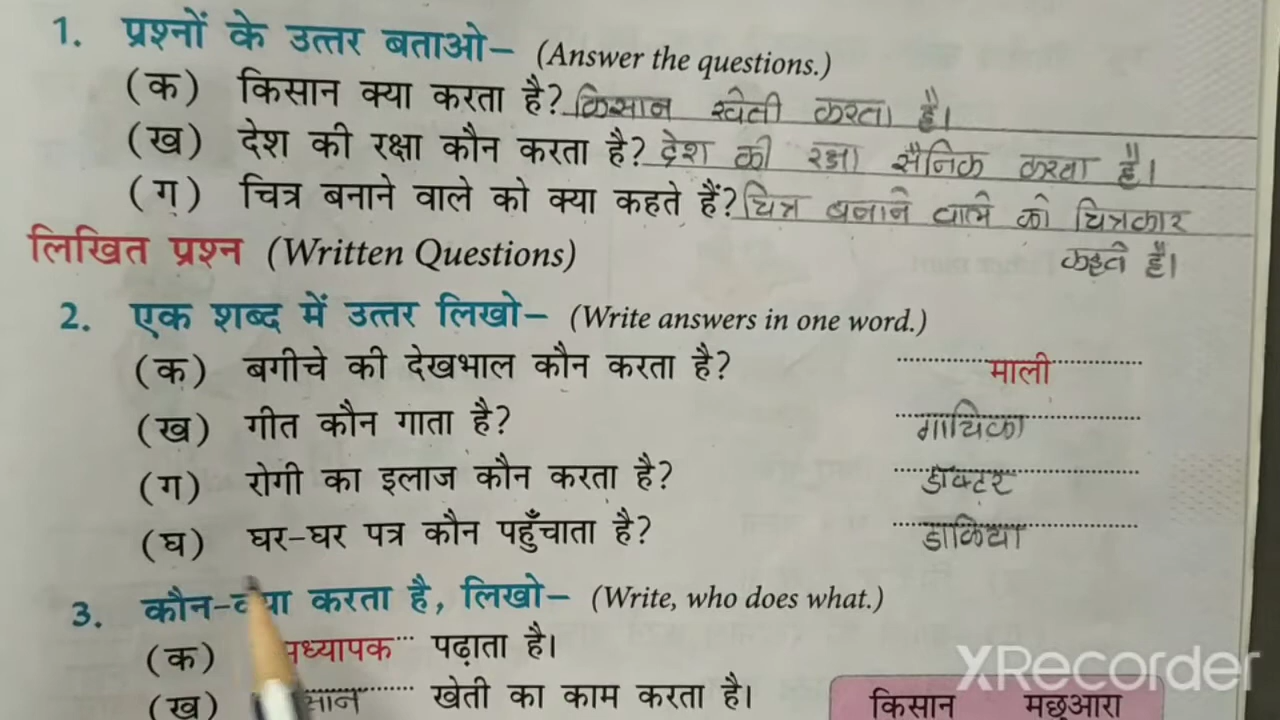 1. प्रश्नों के उत्तर बताओ– (Answer the questions.)
(क) किसान क्या करता है? किसान खेती करता है।
(ख) देश की रक्षा कौन करता है? देश की रक्षा सैनिक करता है।
(ग) चित्र बनाने वाले को क्या कहते हैं? चित्र बनाने वाले को चित्रकार
कहते है।
लिखित प्रश्न (Written Questions)
2. एक शब्द में उत्तर लिखो– (Write answers in one word.)
(क) बगीचे की देखभाल कौन करता है? माली
(ख) गीत कौन गाता है? गायिका
(ग) रोगी का इलाज कौन करता है? डाक्टर
(घ) घर-घर पत्र कौन पहुँचाता है? डाकिया
3. कौन-क्या करता है, लिखो– (Write, who does what.)
(क) पढ़ाता है।
(ख) खेती का काम करता है।
किसान मछुआरा
XRecorder